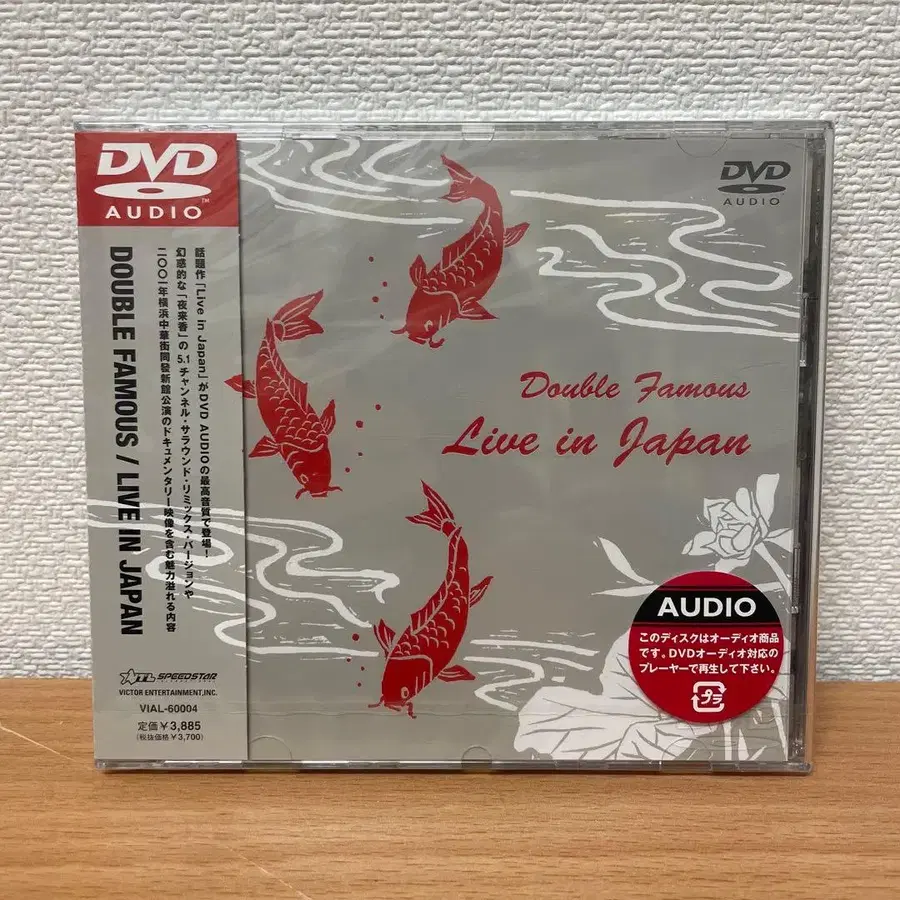 DVD
AUDIO
TM
DOUBLE FAMOUS / LIVE IN JAPAN
話題作「Live in Japan」がDVD AUDIOの最高音質で登場！
幻惑的な「夜来香」の5.1チャンネル・サラウンド・リミックス・バージョンや
二〇〇一年横浜中華街同發新館公演のドキュメンタリー映像を含む魅力溢れる内容
SPEEDSTAR
VICTOR ENTERTAINMENT, INC.
VIAL-60004
定価￥3,885
(税抜価格￥3,700)
DVD
AUDIO
Double Famous
Live in Japan
AUDIO
このディスクはオーディオ商品
です。DVDオーディオ対応の
プレーヤーで再生して下さい。
プラ